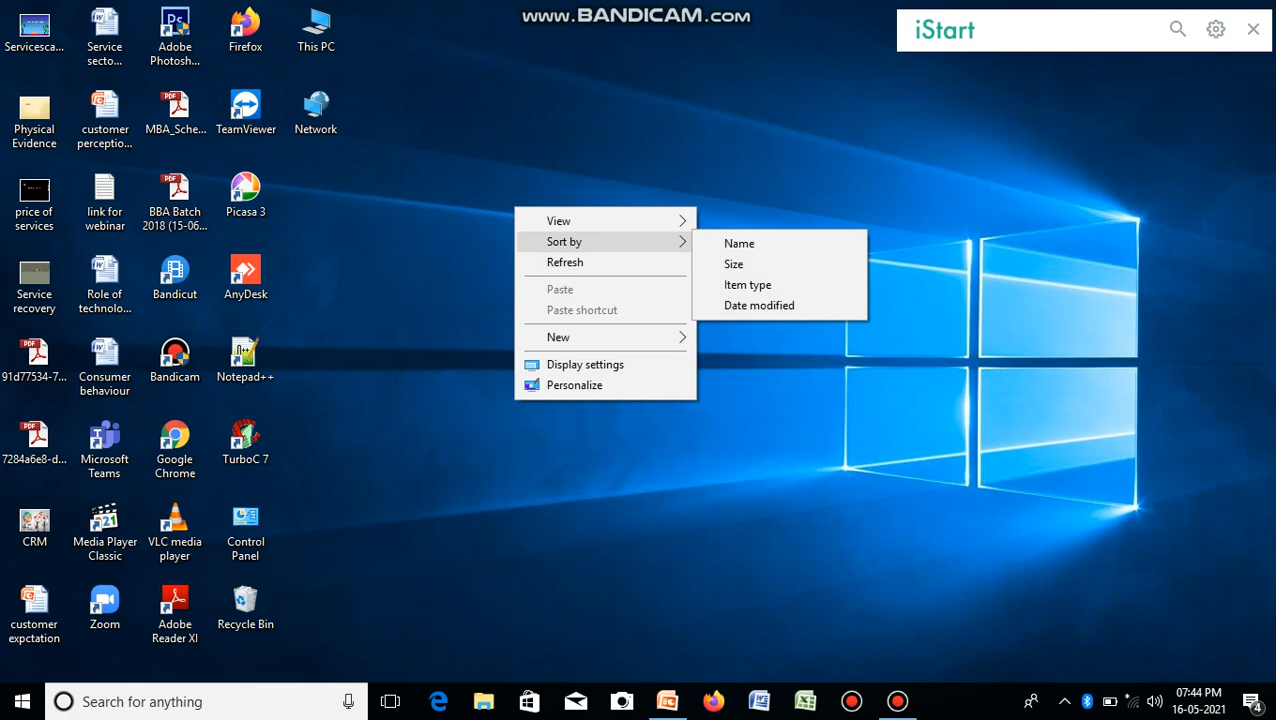 www.BANDICAM.com
iStart
Servicesca...
Service
secto...
Adobe
Photosh...
Firefox
This PC
Physical
Evidence
customer
perceptio...
MBA_Sche...
TeamViewer
Network
price of
services
link for
webinar
BBA Batch
2018 (15-06...
Picasa 3
Service
recovery
Role of
technolo...
Bandicut
AnyDesk
91d77534-7...
Consumer
behaviour
Bandicam
Notepad++
7284a6e8-d...
Microsoft
Teams
Google
Chrome
TurboC 7
CRM
Media Player
Classic
VLC media
player
Control
Panel
customer
expctation
Zoom
Adobe
Reader XI
Recycle Bin
View
Sort by
Refresh
Paste
Paste shortcut
New
Display settings
Personalize
Name
Size
Item type
Date modified
Search for anything
07:44 PM
16-05-2021
4